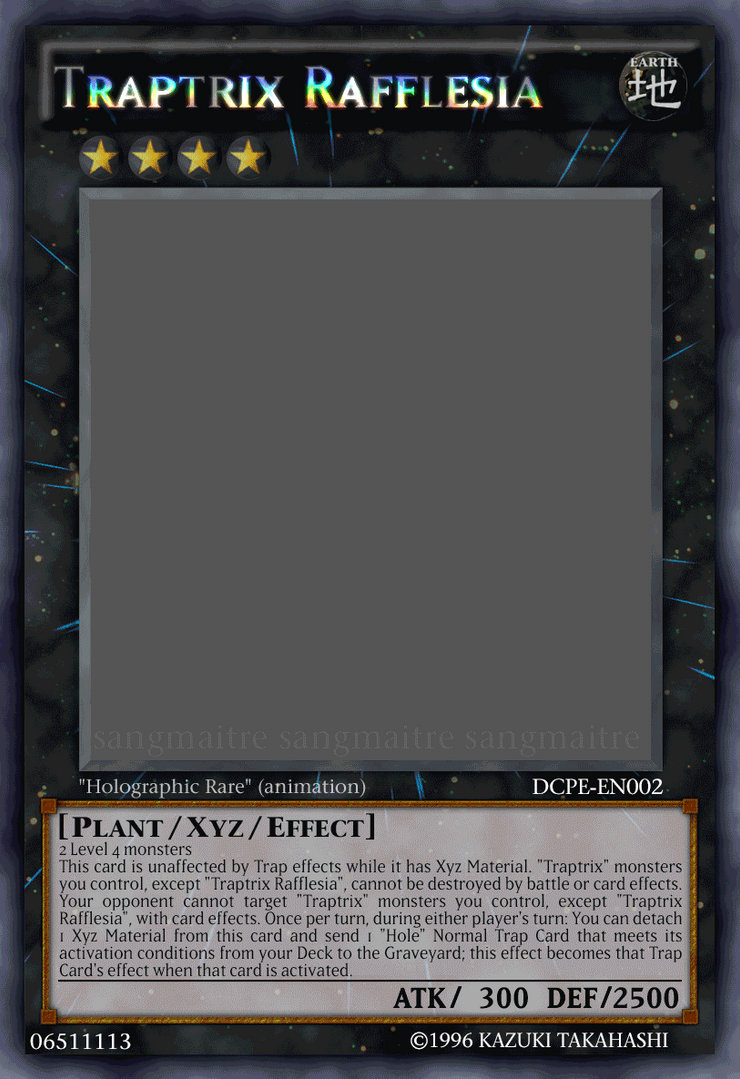 Traptrix Rafflesia
EARTH
地
sangmaitre sangmaitre sangmaitre
"Holographic Rare" (animation)
DCPE-EN002
[Plant/Xyz/Effect]
2 Level 4 monsters
This card is unaffected by Trap effects while it has Xyz Material. "Traptrix" monsters
you control, except "Traptrix Rafflesia", cannot be destroyed by battle or card effects.
Your opponent cannot target "Traptrix" monsters you control, except "Traptrix
Rafflesia", with card effects. Once per turn, during either player's turn: You can detach
1 Xyz Material from this card and send 1 "Hole" Normal Trap Card that meets its
activation conditions from your Deck to the Graveyard; this effect becomes that Trap
Card's effect when that card is activated.
ATK/ 300 DEF/2500
06511113
©1996 KAZUKI TAKAHASHI